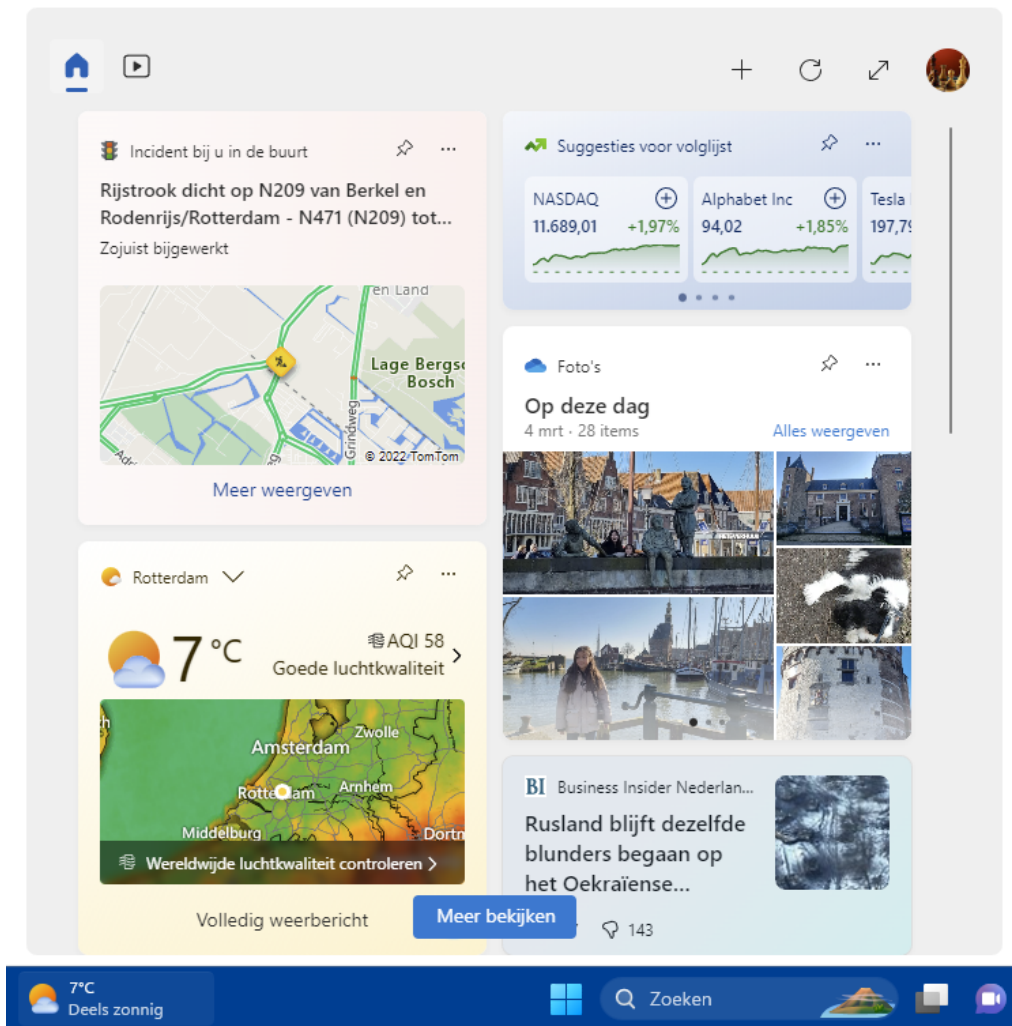 Incident bij u in de buurt
Rijstrook dicht op N209 van Berkel en
Rodenrijs/Rotterdam - N471 (N209) tot...
Zojuist bijgewerkt
en Land
Lage Bergse
Bosch
Grindweg
© 2022 TomTom
Meer weergeven
Rotterdam
7 °C
AQI 58
Goede luchtkwaliteit
Zwolle
Amsterdam
Arnhem
Middelburg
Wereldwijde luchtkwaliteit controleren
Volledig weerbericht
Suggesties voor volglijst
NASDAQ
11.689,01 +1,97%
Alphabet Inc
94,02 +1,85%
Tesla
197,79
Foto's
Op deze dag
4 mrt · 28 items
Alles weergeven
BI Business Insider Nederlan...
Rusland blijft dezelfde
blunders begaan op
het Oekraïense...
143
Meer bekijken
7°C
Deels zonnig
Zoeken